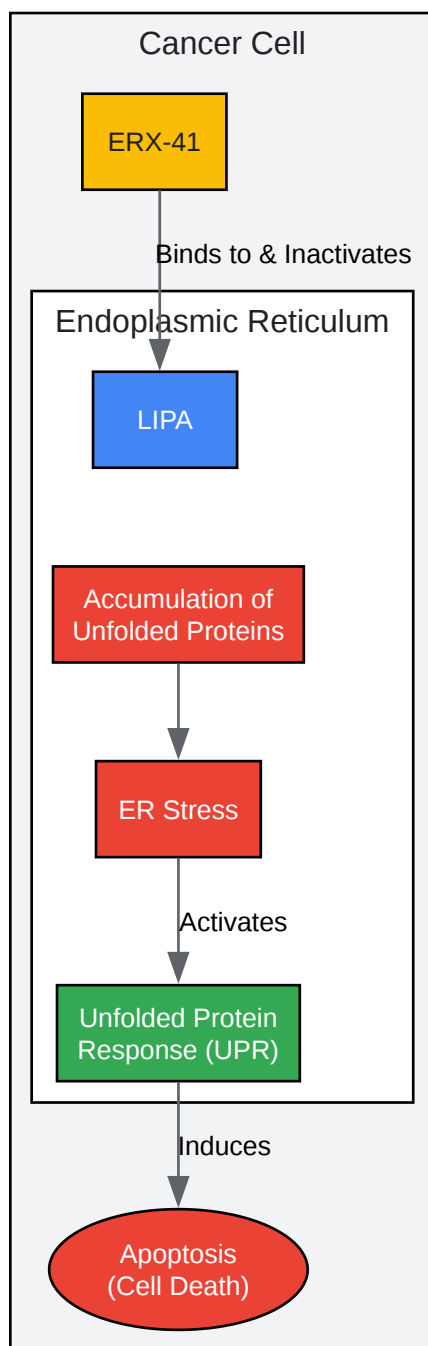 Cancer Cell
ERX-41
Binds to & Inactivates
Endoplasmic Reticulum
LIPA
Accumulation of
Unfolded Proteins
ER Stress
Activates
Unfolded Protein
Response (UPR)
Induces
Apoptosis
(Cell Death)